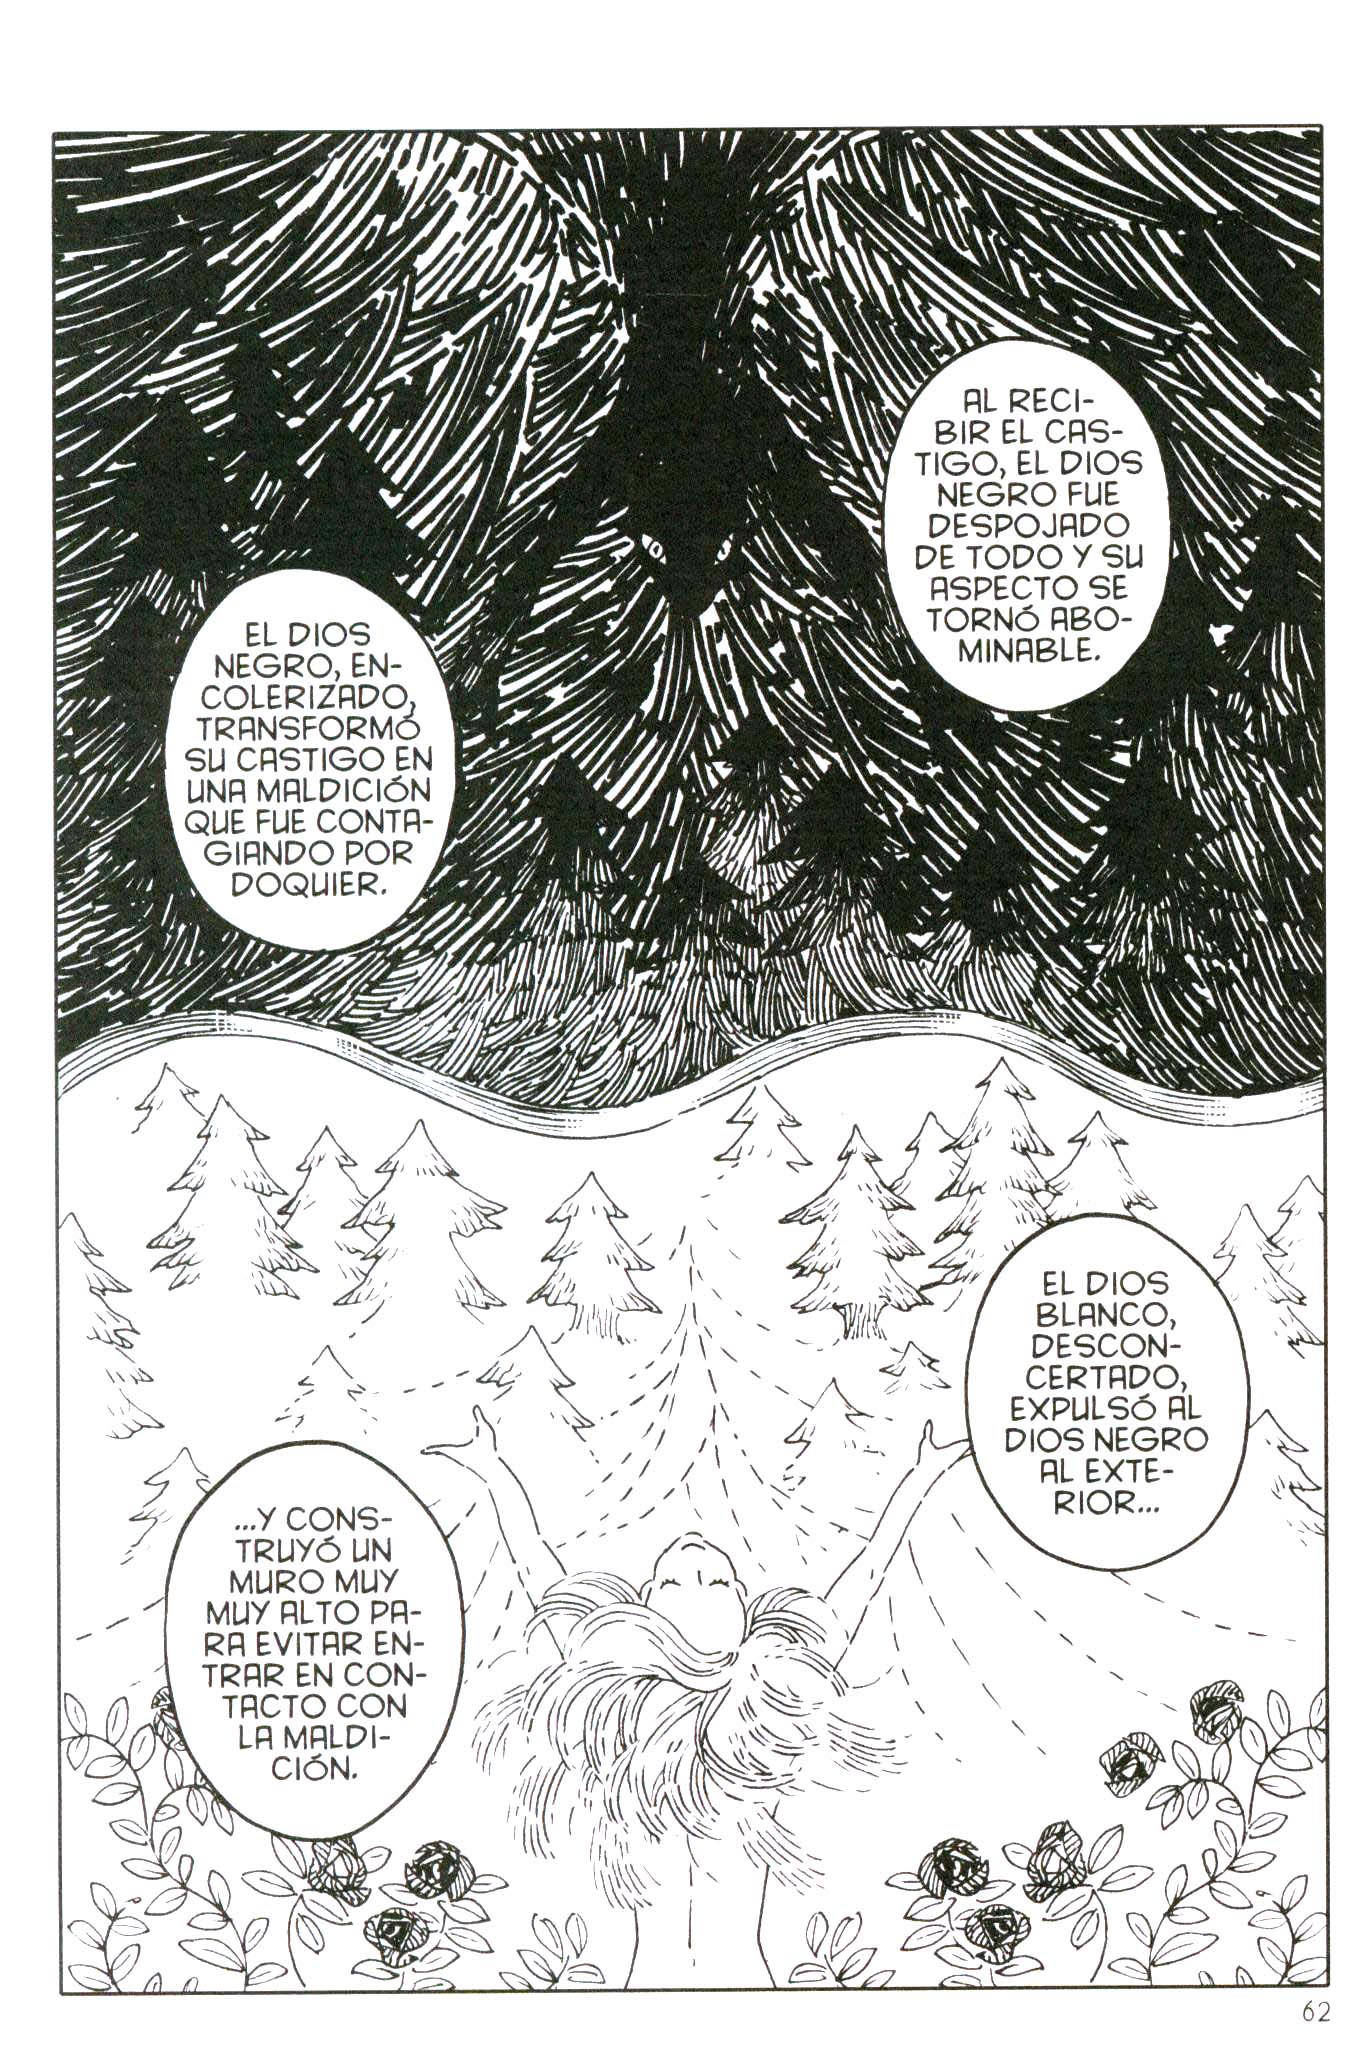 AL RECI-
BIR EL CAS-
TIGO, EL DIOS
NEGRO FUE
DESPOJADO
DE TODO Y SU
ASPECTO SE
TORNÓ ABO-
MINABLE.
EL DIOS
NEGRO, EN-
COLERIZADO,
TRANSFORMÓ
SU CASTIGO EN
UNA MALDICIÓN
QUE FUE CONTA-
GIANDO POR
DOQUIER.
EL DIOS
BLANCO,
DESCON-
CERTADO,
EXPULSÓ AL
DIOS NEGRO
AL EXTE-
RIOR...
...Y CONS-
TRUYÓ UN
MURO MUY
MUY ALTO PA-
RA EVITAR EN-
TRAR EN CON-
TACTO CON
LA MALDI-
CIÓN.
62